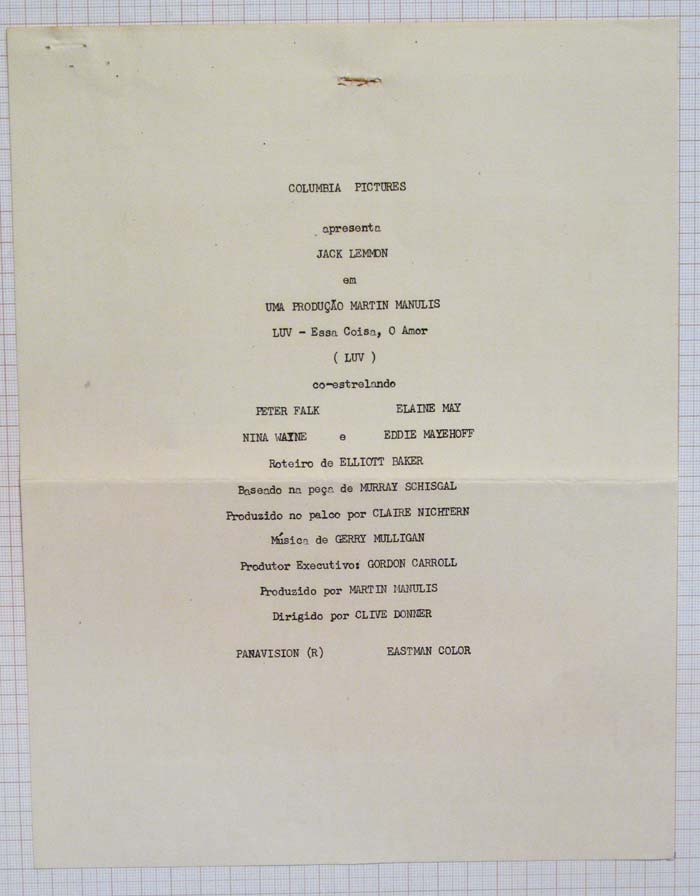 COLUMBIA PICTURES
apresenta
JACK LEMMON
em
UMA PRODUÇÃO MARTIN MANULIS
LUV - Essa Coisa, O Amor
( LUV )
co-estrelando
PETER FALK ELAINE MAY
NINA WAYNE e EDDIE MAYEHOFF
Roteiro de ELLIOTT BAKER
Baseado na peça de MURRAY SCHISGAL
Produzido no palco por CLAIRE NICHTERN
Música de GERRY MULLIGAN
Produtor Executivo: GORDON CARROLL
Produzido por MARTIN MANULIS
Dirigido por CLIVE DONNER
PANAVISION (R) EASTMAN COLOR